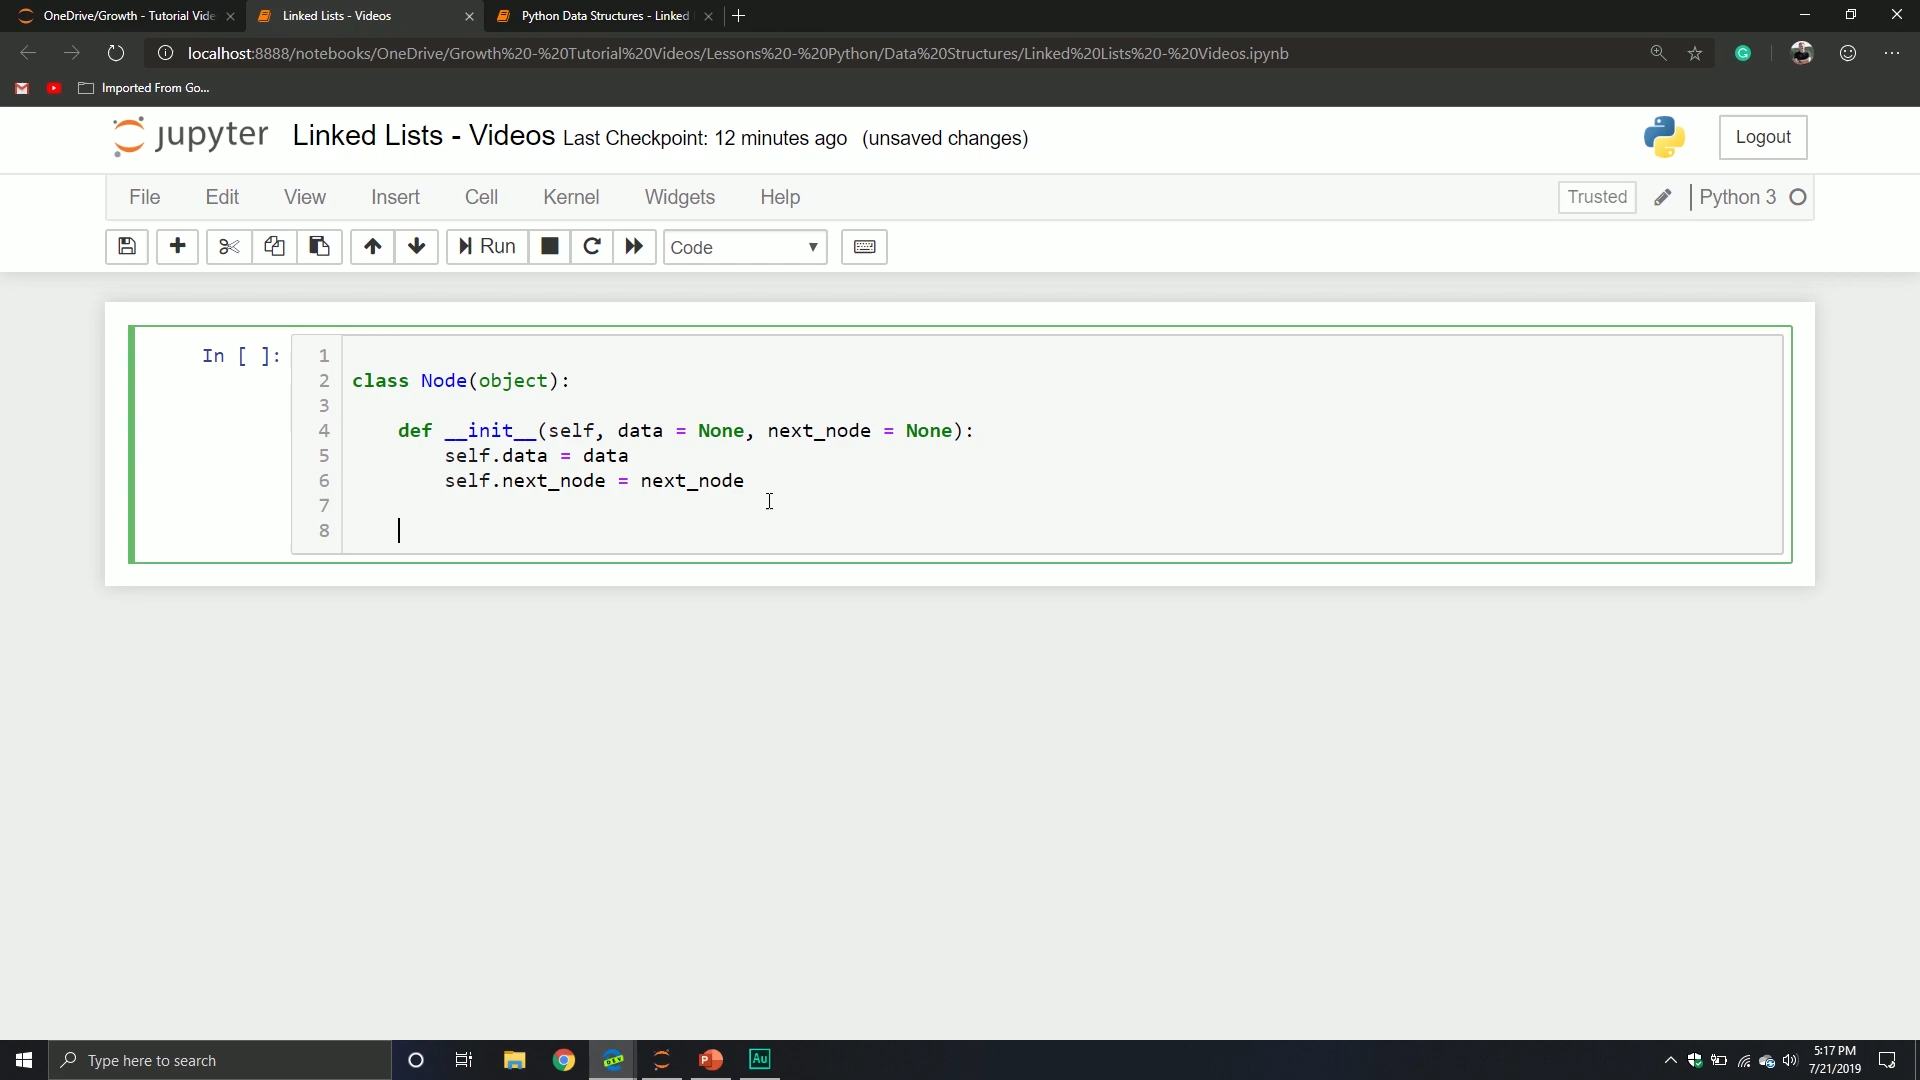 OneDrive/Growth - Tutorial Vide
Linked Lists - Videos
Python Data Structures - Linked
localhost:8888/notebooks/OneDrive/Growth%20-%20Tutorial%20Videos/Lessons%20-%20Python/Data%20Structures/Linked%20Lists%20-%20Videos.ipynb
Imported From Go...
jupyter Linked Lists - Videos Last Checkpoint: 12 minutes ago (unsaved changes)
Logout
File Edit View Insert Cell Kernel Widgets Help
Trusted Python 3
Run Code
In [ ]:
1
2 class Node(object):
3
4 def __init__(self, data = None, next_node = None):
5 self.data = data
6 self.next_node = next_node
7
8
Type here to search
DEV
P
Au
5:17 PM
7/21/2019